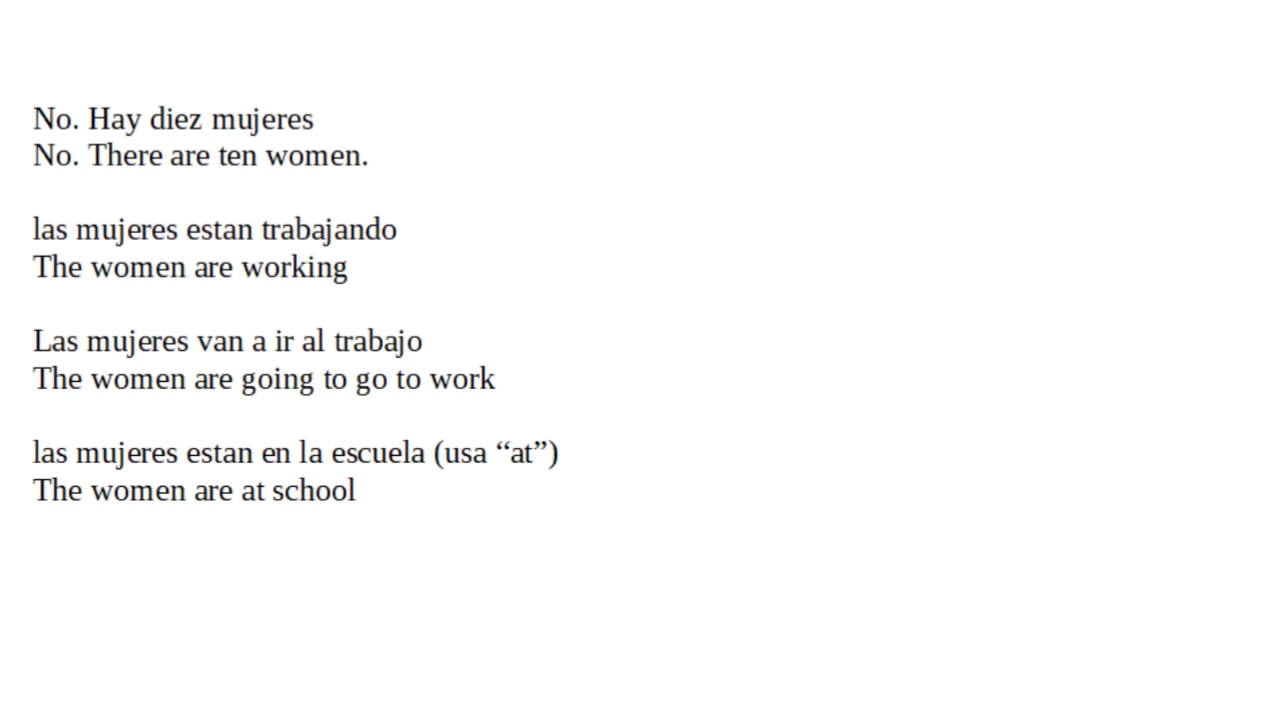 No. Hay diez mujeres
No. There are ten women.
las mujeres estan trabajando
The women are working
Las mujeres van a ir al trabajo
The women are going to go to work
las mujeres estan en la escuela (usa “at”)
The women are at school